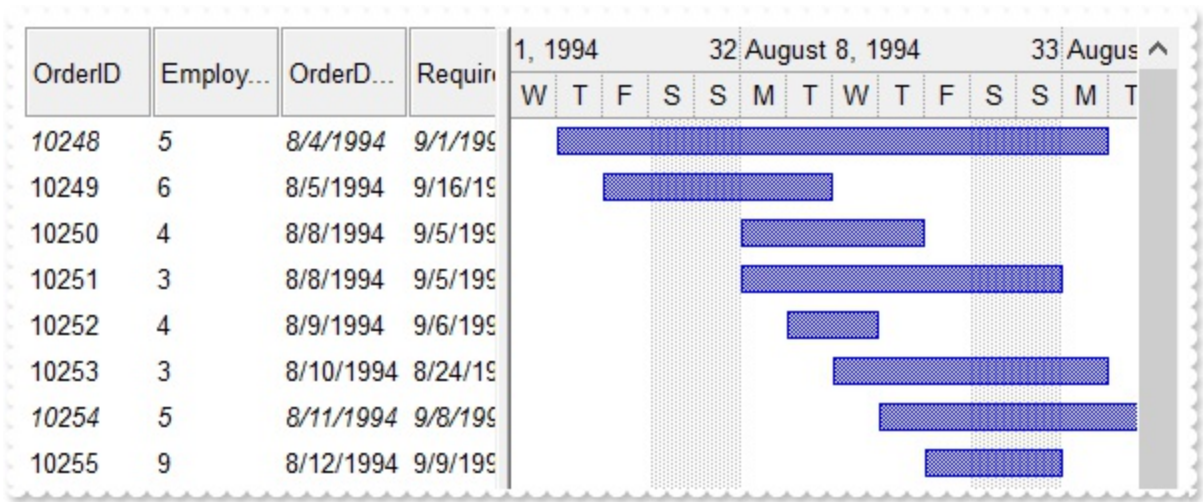 OrderID Employ... OrderD... Require 1, 1994 32 August 8, 1994 33 Augus
W T F S S M T W T F S S M T
10248 5 8/4/1994 9/1/199
10249 6 8/5/1994 9/16/19
10250 4 8/8/1994 9/5/199
10251 3 8/8/1994 9/5/199
10252 4 8/9/1994 9/6/199
10253 3 8/10/1994 8/24/19
10254 5 8/11/1994 9/8/199
10255 9 8/12/1994 9/9/199